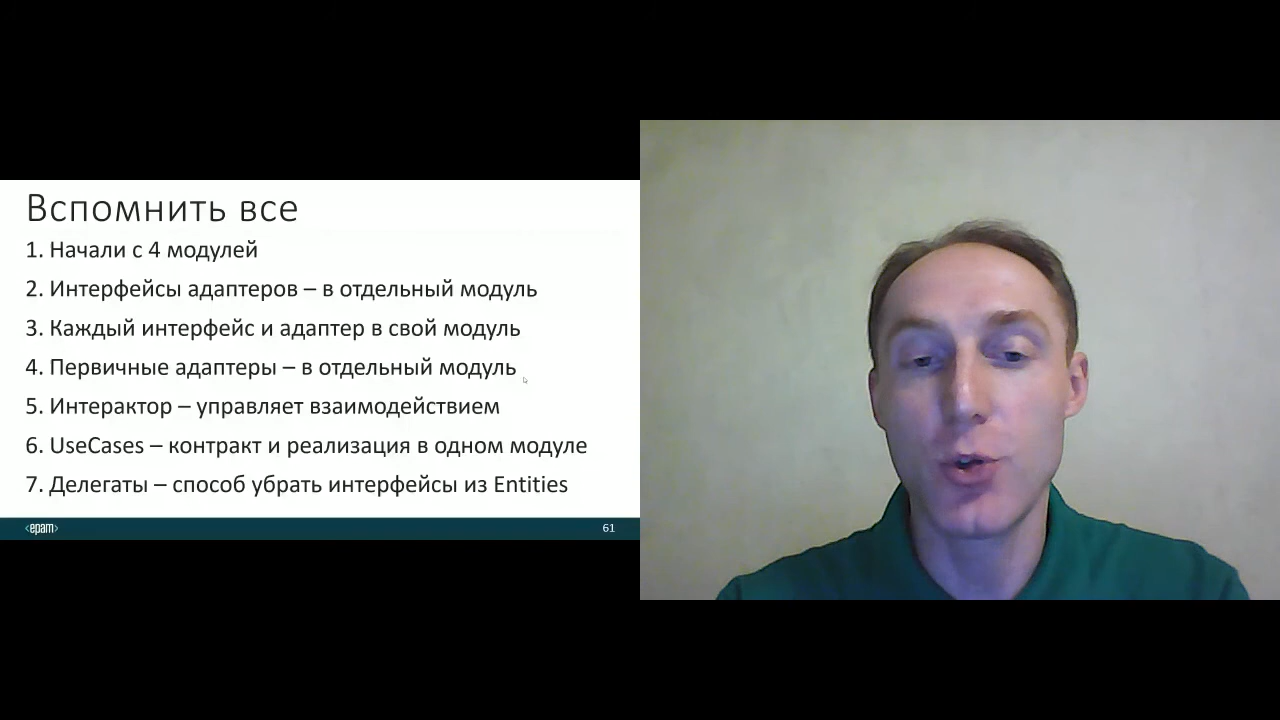 Вспомнить все
1. Начали с 4 модулей
2. Интерфейсы адаптеров – в отдельный модуль
3. Каждый интерфейс и адаптер в свой модуль
4. Первичные адаптеры – в отдельный модуль
5. Интерактор – управляет взаимодействием
6. UseCases – контракт и реализация в одном модуле
7. Делегаты – способ убрать интерфейсы из Entities
<epam> 61